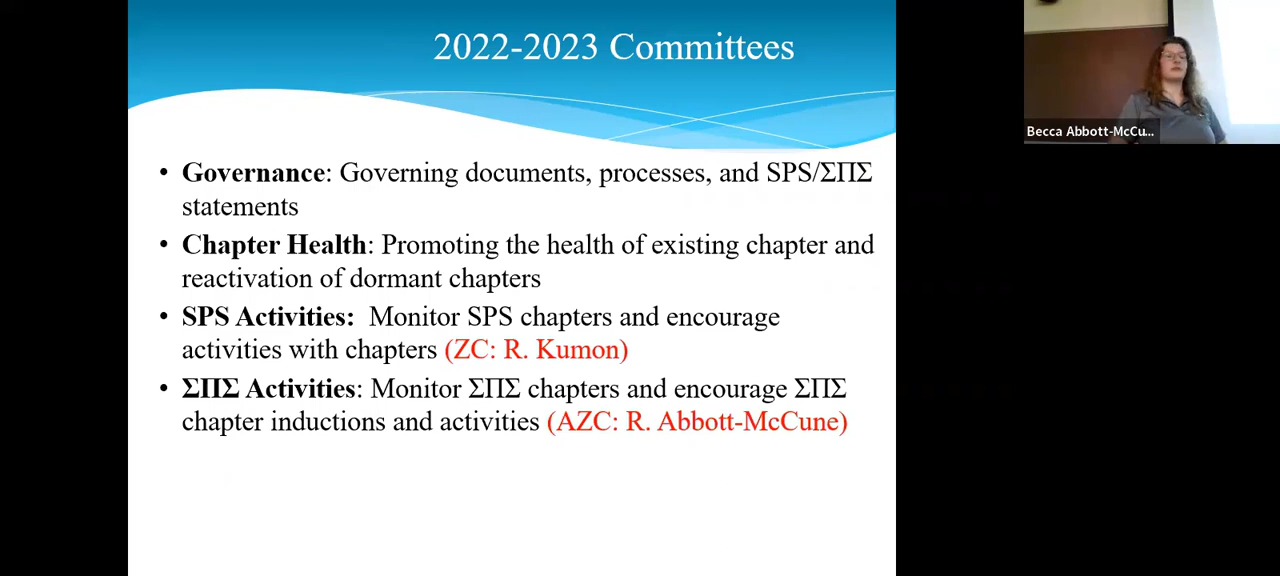 2022-2023 Committees
• Governance: Governing documents, processes, and SPS/ΣΠΣ
statements
• Chapter Health: Promoting the health of existing chapter and
reactivation of dormant chapters
• SPS Activities:  Monitor SPS chapters and encourage
activities with chapters (ZC: R. Kumon)
• ΣΠΣ Activities: Monitor ΣΠΣ chapters and encourage ΣΠΣ
chapter inductions and activities (AZC: R. Abbott-McCune)
Becca Abbott-McCu...